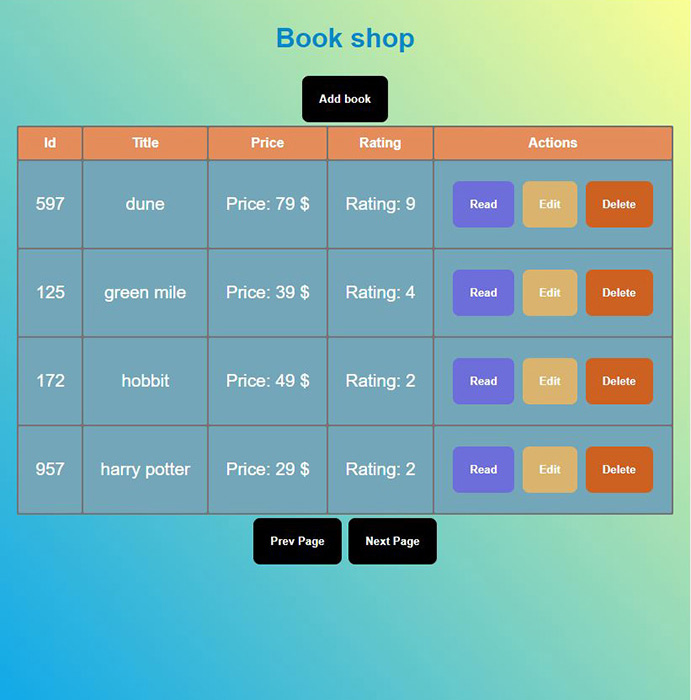 Book shop
Add book
Id Title Price Rating Actions
597 dune Price: 79 $ Rating: 9 Read Edit Delete
125 green mile Price: 39 $ Rating: 4 Read Edit Delete
172 hobbit Price: 49 $ Rating: 2 Read Edit Delete
957 harry potter Price: 29 $ Rating: 2 Read Edit Delete
Prev Page Next Page